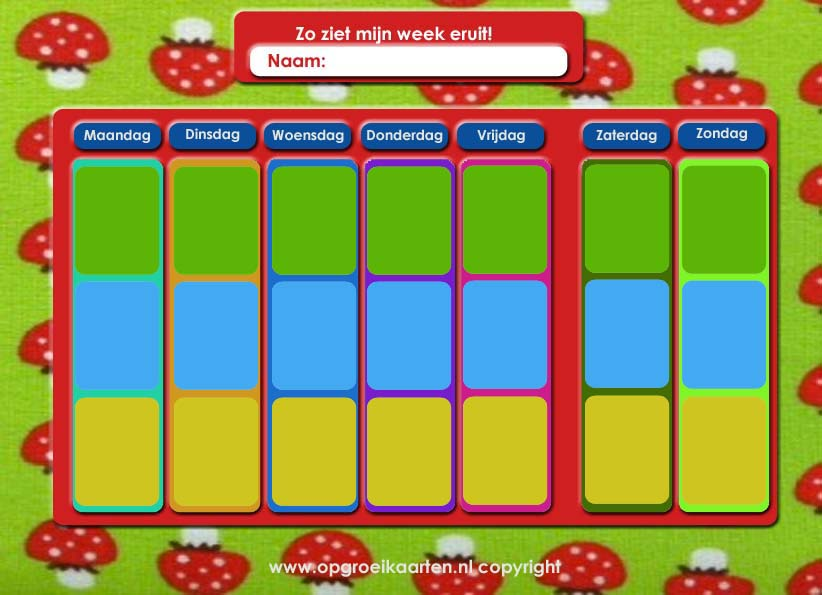 Zo ziet mijn week eruit!
Naam:
Maandag Dinsdag Woensdag Donderdag Vrijdag Zaterdag Zondag
www.opgroeikaarten.nl copyright